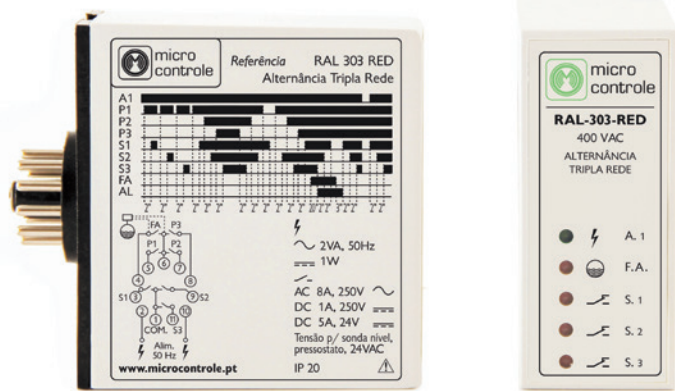 micro
controle
Referência RAL 303 RED
Alternância Tripla Rede
A1
P1
P2
P3
S1
S2
S3
FA
AL
FA P3
P1 P2
5 6 7
4 8
S1 3 9 S2
2 1 11 10
COM. S3
Alim.
50 Hz
www.microcontrole.pt
2VA, 50Hz
1W
AC 8A, 250V
DC 1A, 250V
DC 5A, 24V
Tensão p/ sonda nivel,
pressostato, 24VAC
IP 20
micro
controle
RAL-303-RED
400 VAC
ALTERNÂNCIA
TRIPLA REDE
A. 1
F.A.
S. 1
S. 2
S. 3